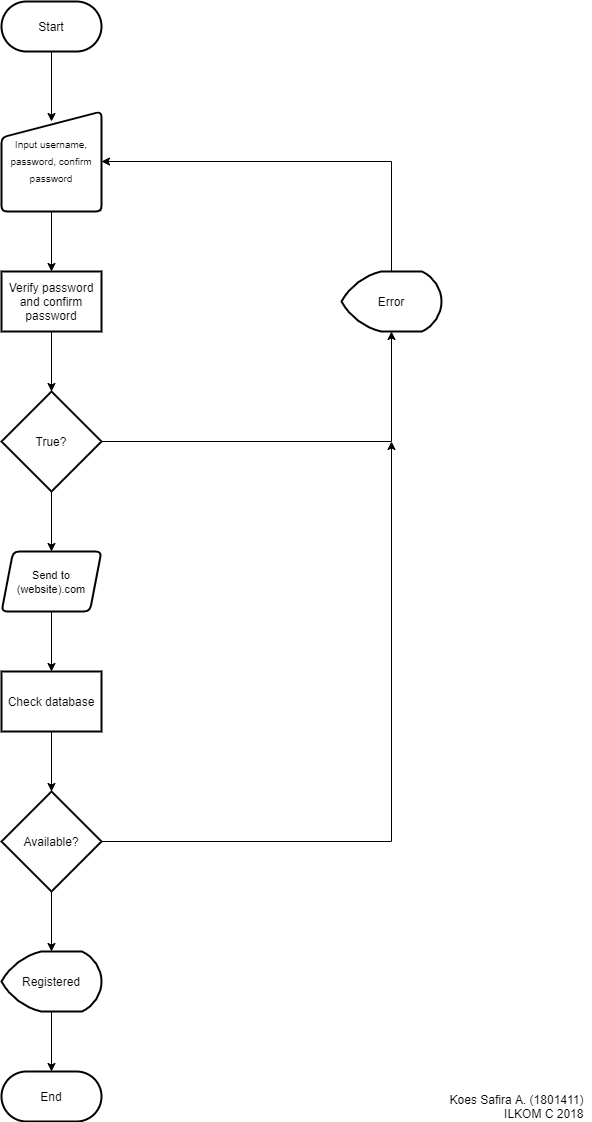 Start
Input username,
password, confirm
password
Verify password
and confirm
password
Error
True?
Send to
(website).com
Check database
Available?
Registered
End
Koes Safira A. (1801411)
ILKOM C 2018